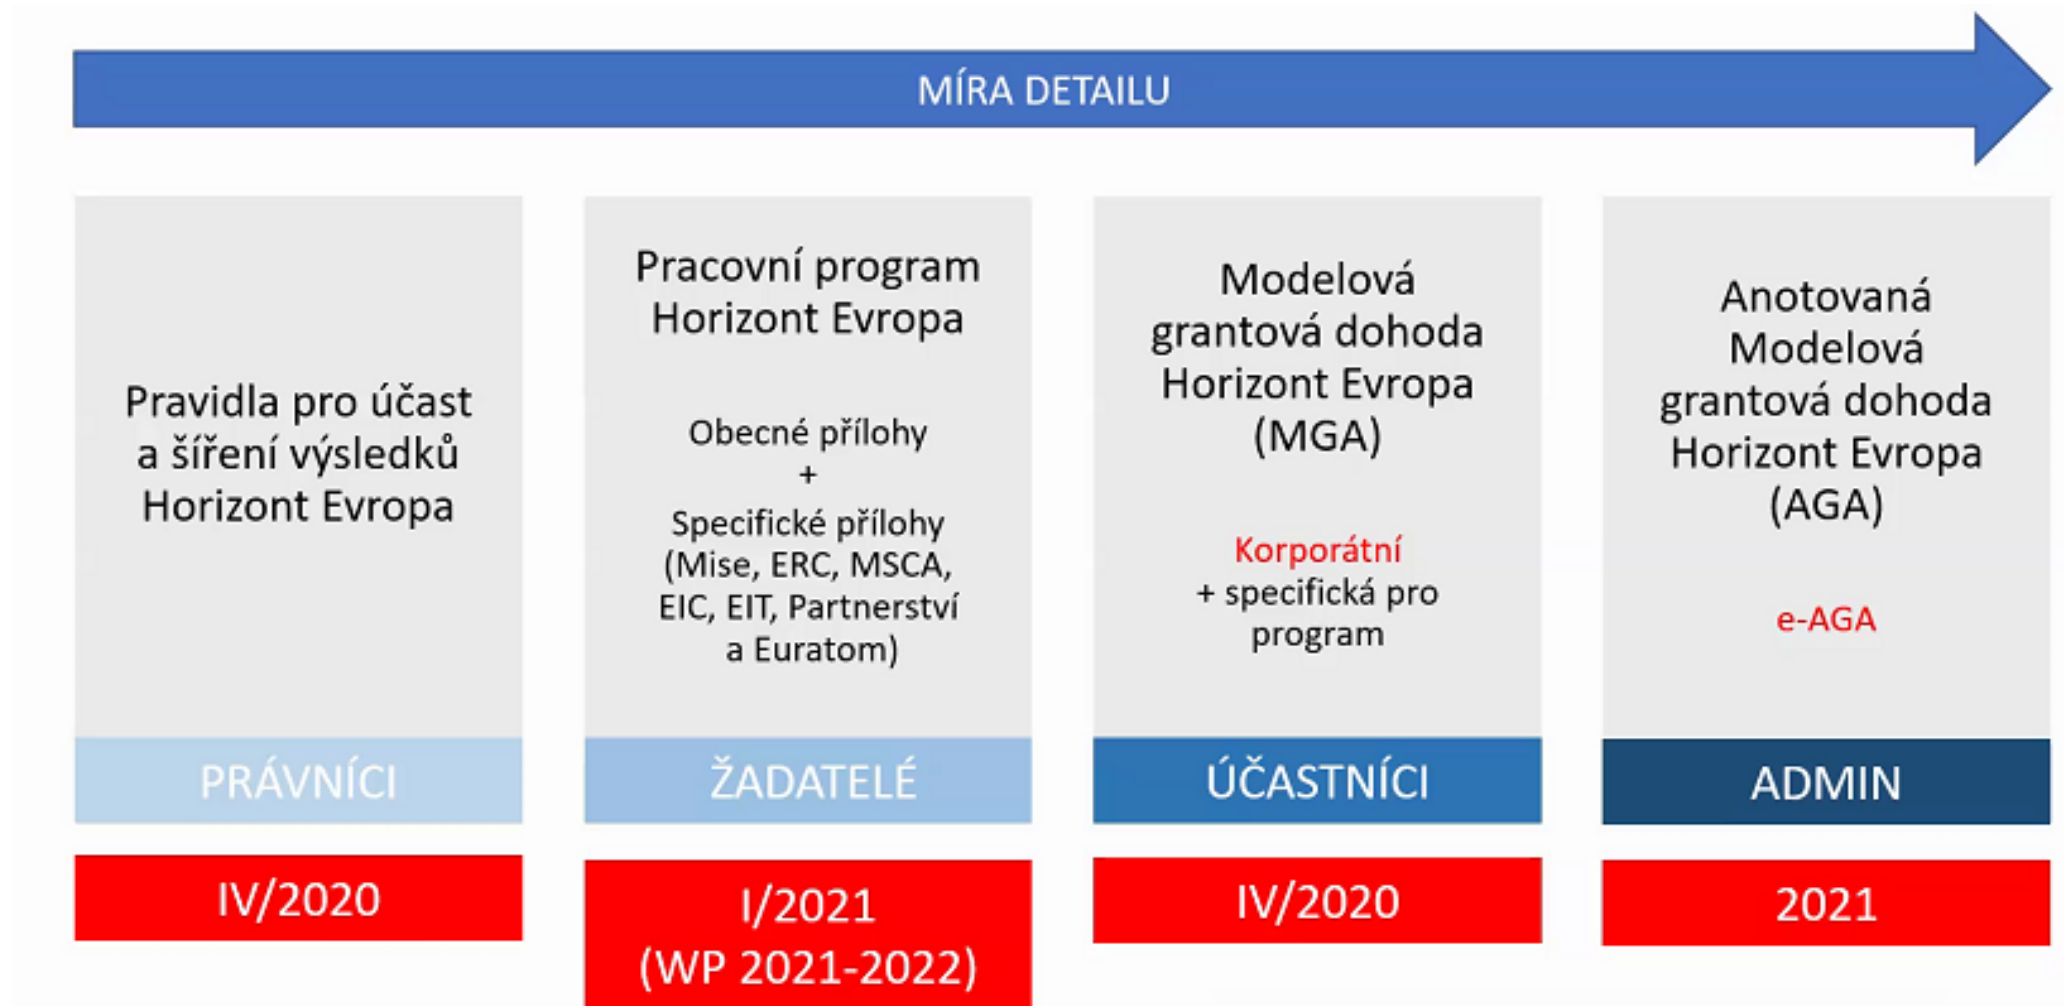 MÍRA DETAILU
Pravidla pro účast
a šíření výsledků
Horizont Evropa
PRÁVNÍCI
IV/2020
Pracovní program
Horizont Evropa
Obecné přílohy
+
Specifické přílohy
(Mise, ERC, MSCA,
EIC, EIT, Partnerství
a Euratom)
ŽADATELÉ
I/2021
(WP 2021-2022)
Modelová
grantová dohoda
Horizont Evropa
(MGA)
Korporátní
+ specifická pro
program
ÚČASTNÍCI
IV/2020
Anotovaná
Modelová
grantová dohoda
Horizont Evropa
(AGA)
e-AGA
ADMIN
2021